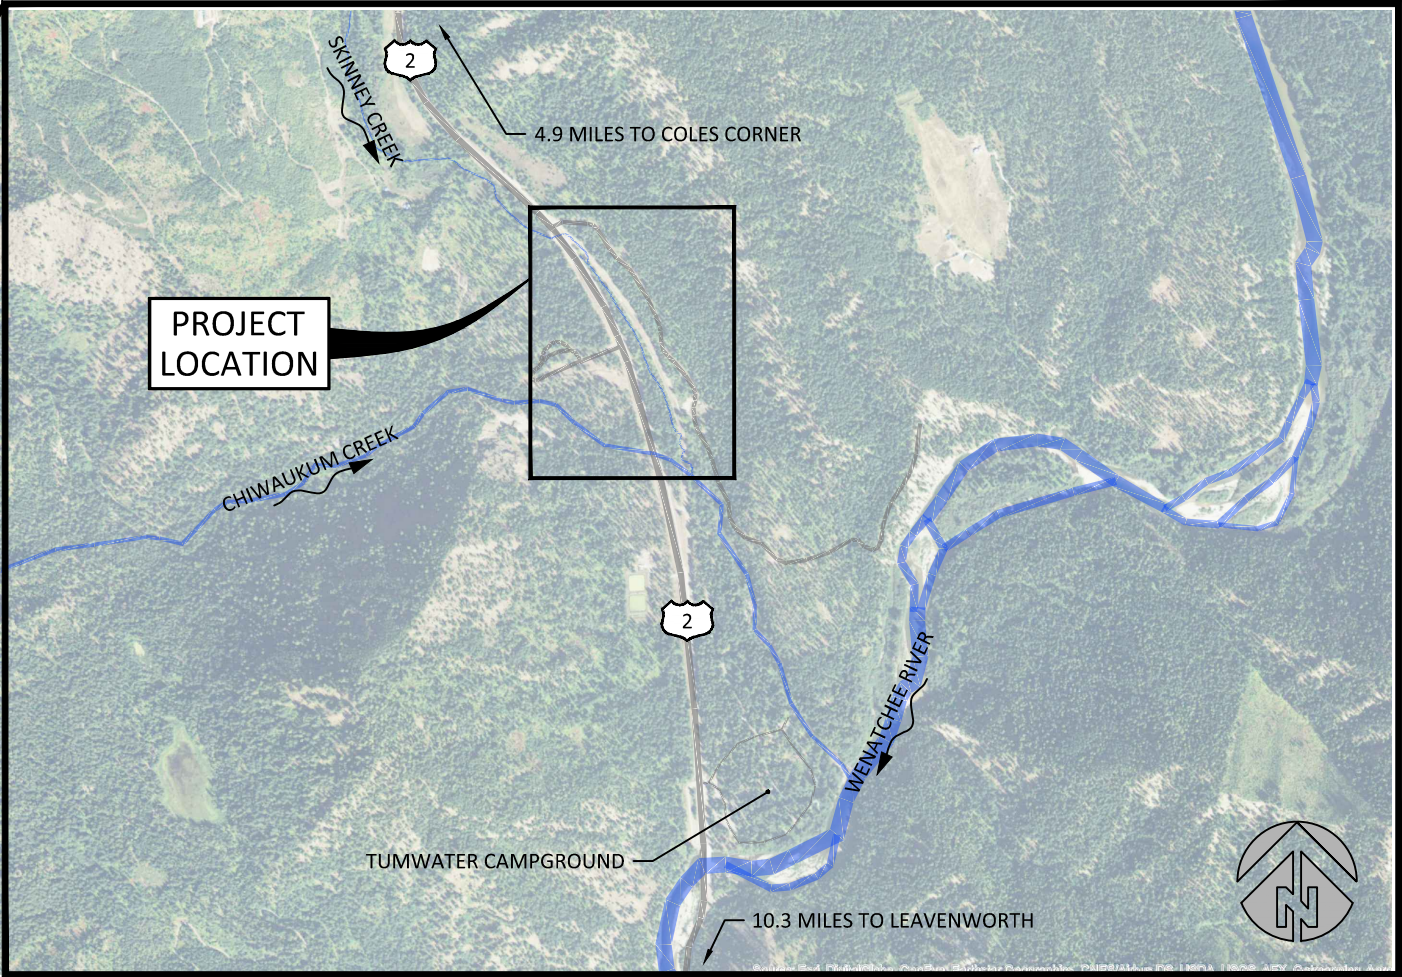 SKINNEY CREEK
2
4.9 MILES TO COLES CORNER
PROJECT
LOCATION
CHIWAUKUM CREEK
2
WENATCHEE RIVER
TUMWATER CAMPGROUND
10.3 MILES TO LEAVENWORTH
N